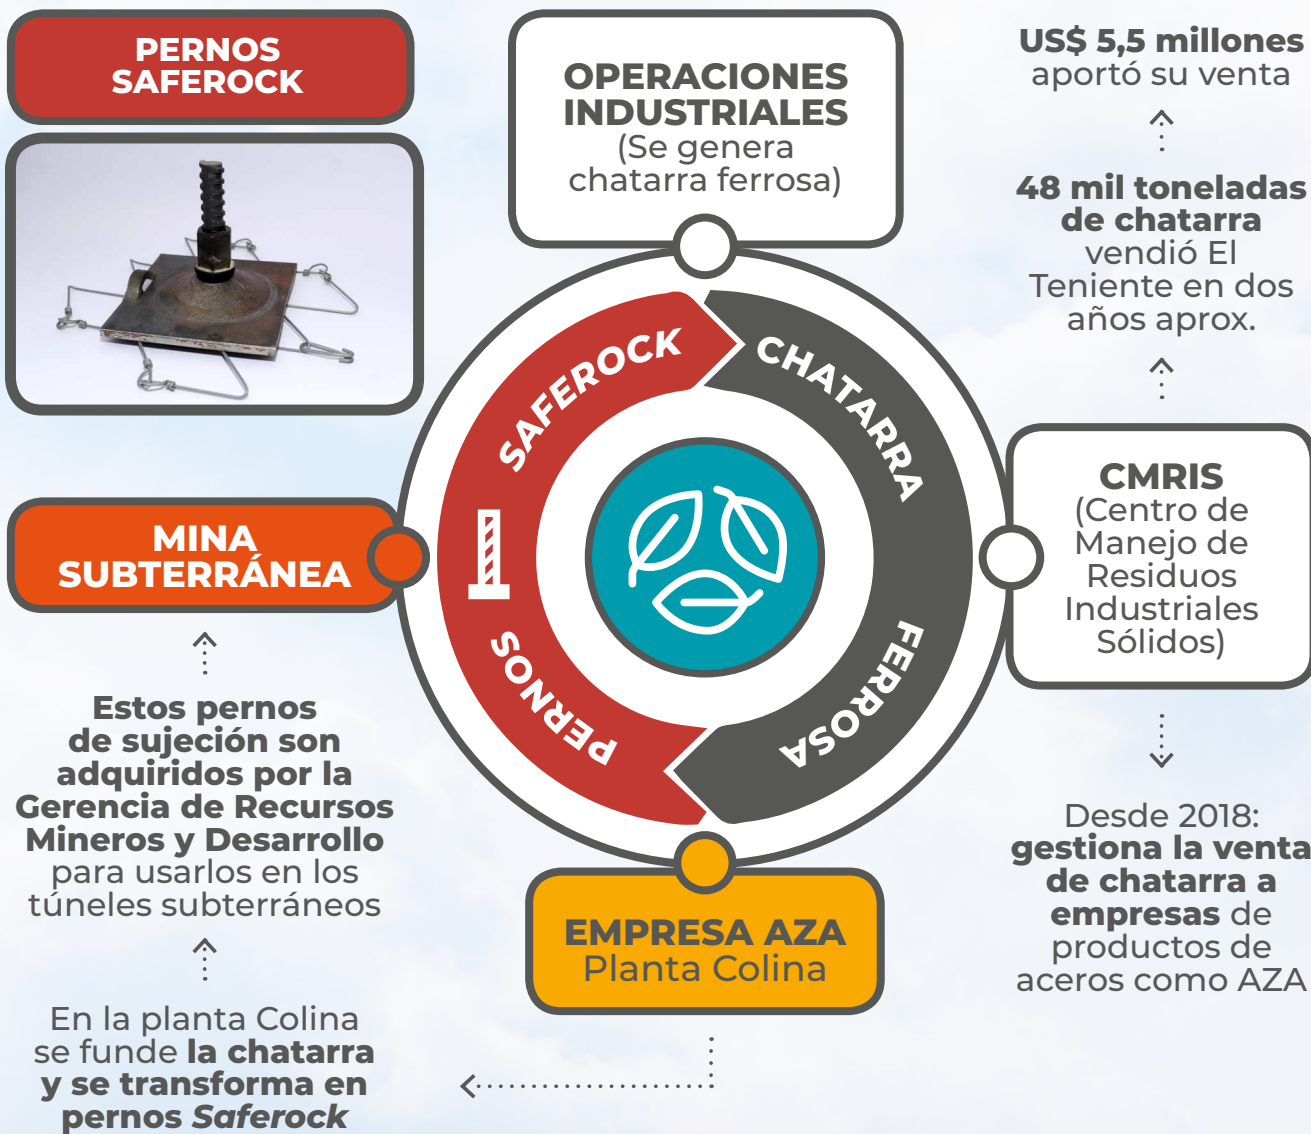 PERNOS
SAFEROCK
OPERACIONES
INDUSTRIALES
(Se genera
chatarra ferrosa)
US$ 5,5 millones
aportó su venta
48 mil toneladas
de chatarra
vendió El
Teniente en dos
años aprox.
SAFEROCK
CHATARRA
CMRIS
(Centro de
Manejo de
Residuos
Industriales
Sólidos)
MINA
SUBTERRÁNEA
PERNOS
FERROSA
Estos pernos
de sujeción son
adquiridos por la
Gerencia de Recursos
Mineros y Desarrollo
para usarlos en los
túneles subterráneos
Desde 2018:
gestiona la venta
de chatarra a
empresas de
productos de
aceros como AZA
EMPRESA AZA
Planta Colina
En la planta Colina
se funde la chatarra
y se transforma en
pernos Saferock